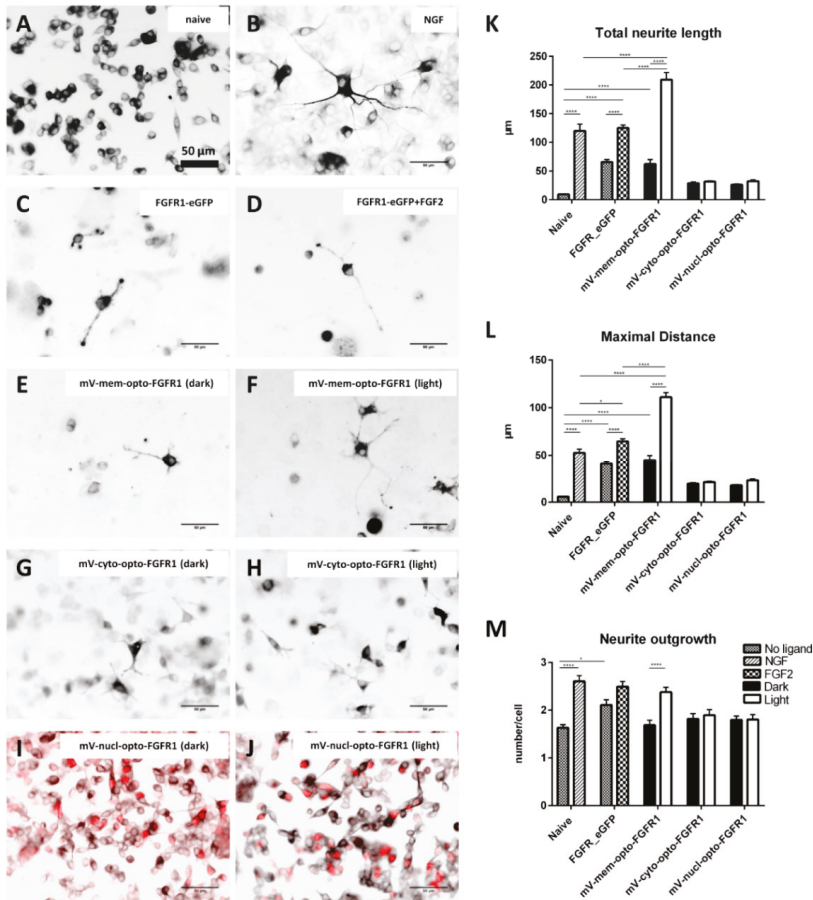 A
naive
50 µm
B
NGF
C
FGFR1-eGFP
D
FGFR1-eGFP+FGF2
E
mV-mem-opto-FGFR1 (dark)
F
mV-mem-opto-FGFR1 (light)
G
mV-cyto-opto-FGFR1 (dark)
H
mV-cyto-opto-FGFR1 (light)
I
mV-nucl-opto-FGFR1 (dark)
J
mV-nucl-opto-FGFR1 (light)
K
Total neurite length
250
200
150
100
50
0
µm
**** **** **** **** **** **** ****
Naive
FGFR_eGFP
mV-mem-opto-FGFR1
mV-cyto-opto-FGFR1
mV-nucl-opto-FGFR1
L
Maximal Distance
150
100
50
0
µm
**** **** **** * **** **** **** ****
Naive
FGFR_eGFP
mV-mem-opto-FGFR1
mV-cyto-opto-FGFR1
mV-nucl-opto-FGFR1
M
Neurite outgrowth
3
2
1
0
number/cell
* **** ****
No ligand
NGF
FGF2
Dark
Light
Naive
FGFR_eGFP
mV-mem-opto-FGFR1
mV-cyto-opto-FGFR1
mV-nucl-opto-FGFR1